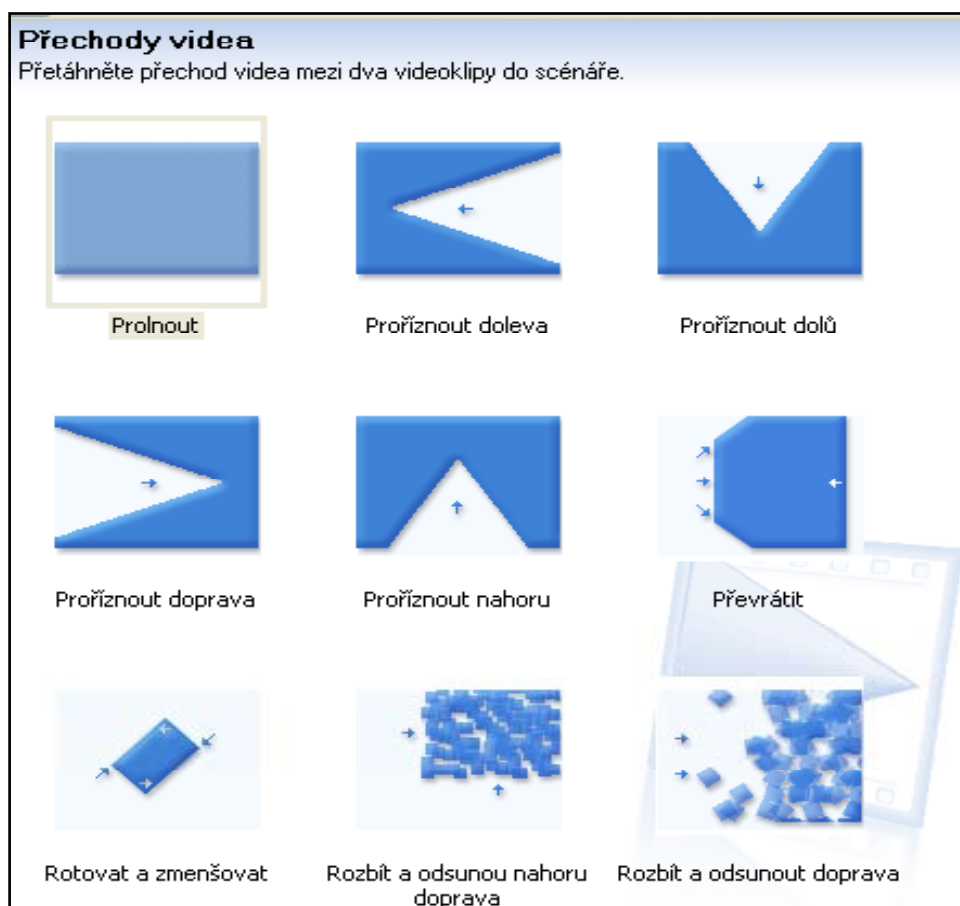 Přechody videa
Přetáhněte přechod videa mezi dva videoklipy do scénáře.
Prolnout
Proříznout doleva
Proříznout dolů
Proříznout doprava
Proříznout nahoru
Převrátit
Rotovat a zmenšovat
Rozbít a odsunou nahoru
doprava
Rozbít a odsunout doprava